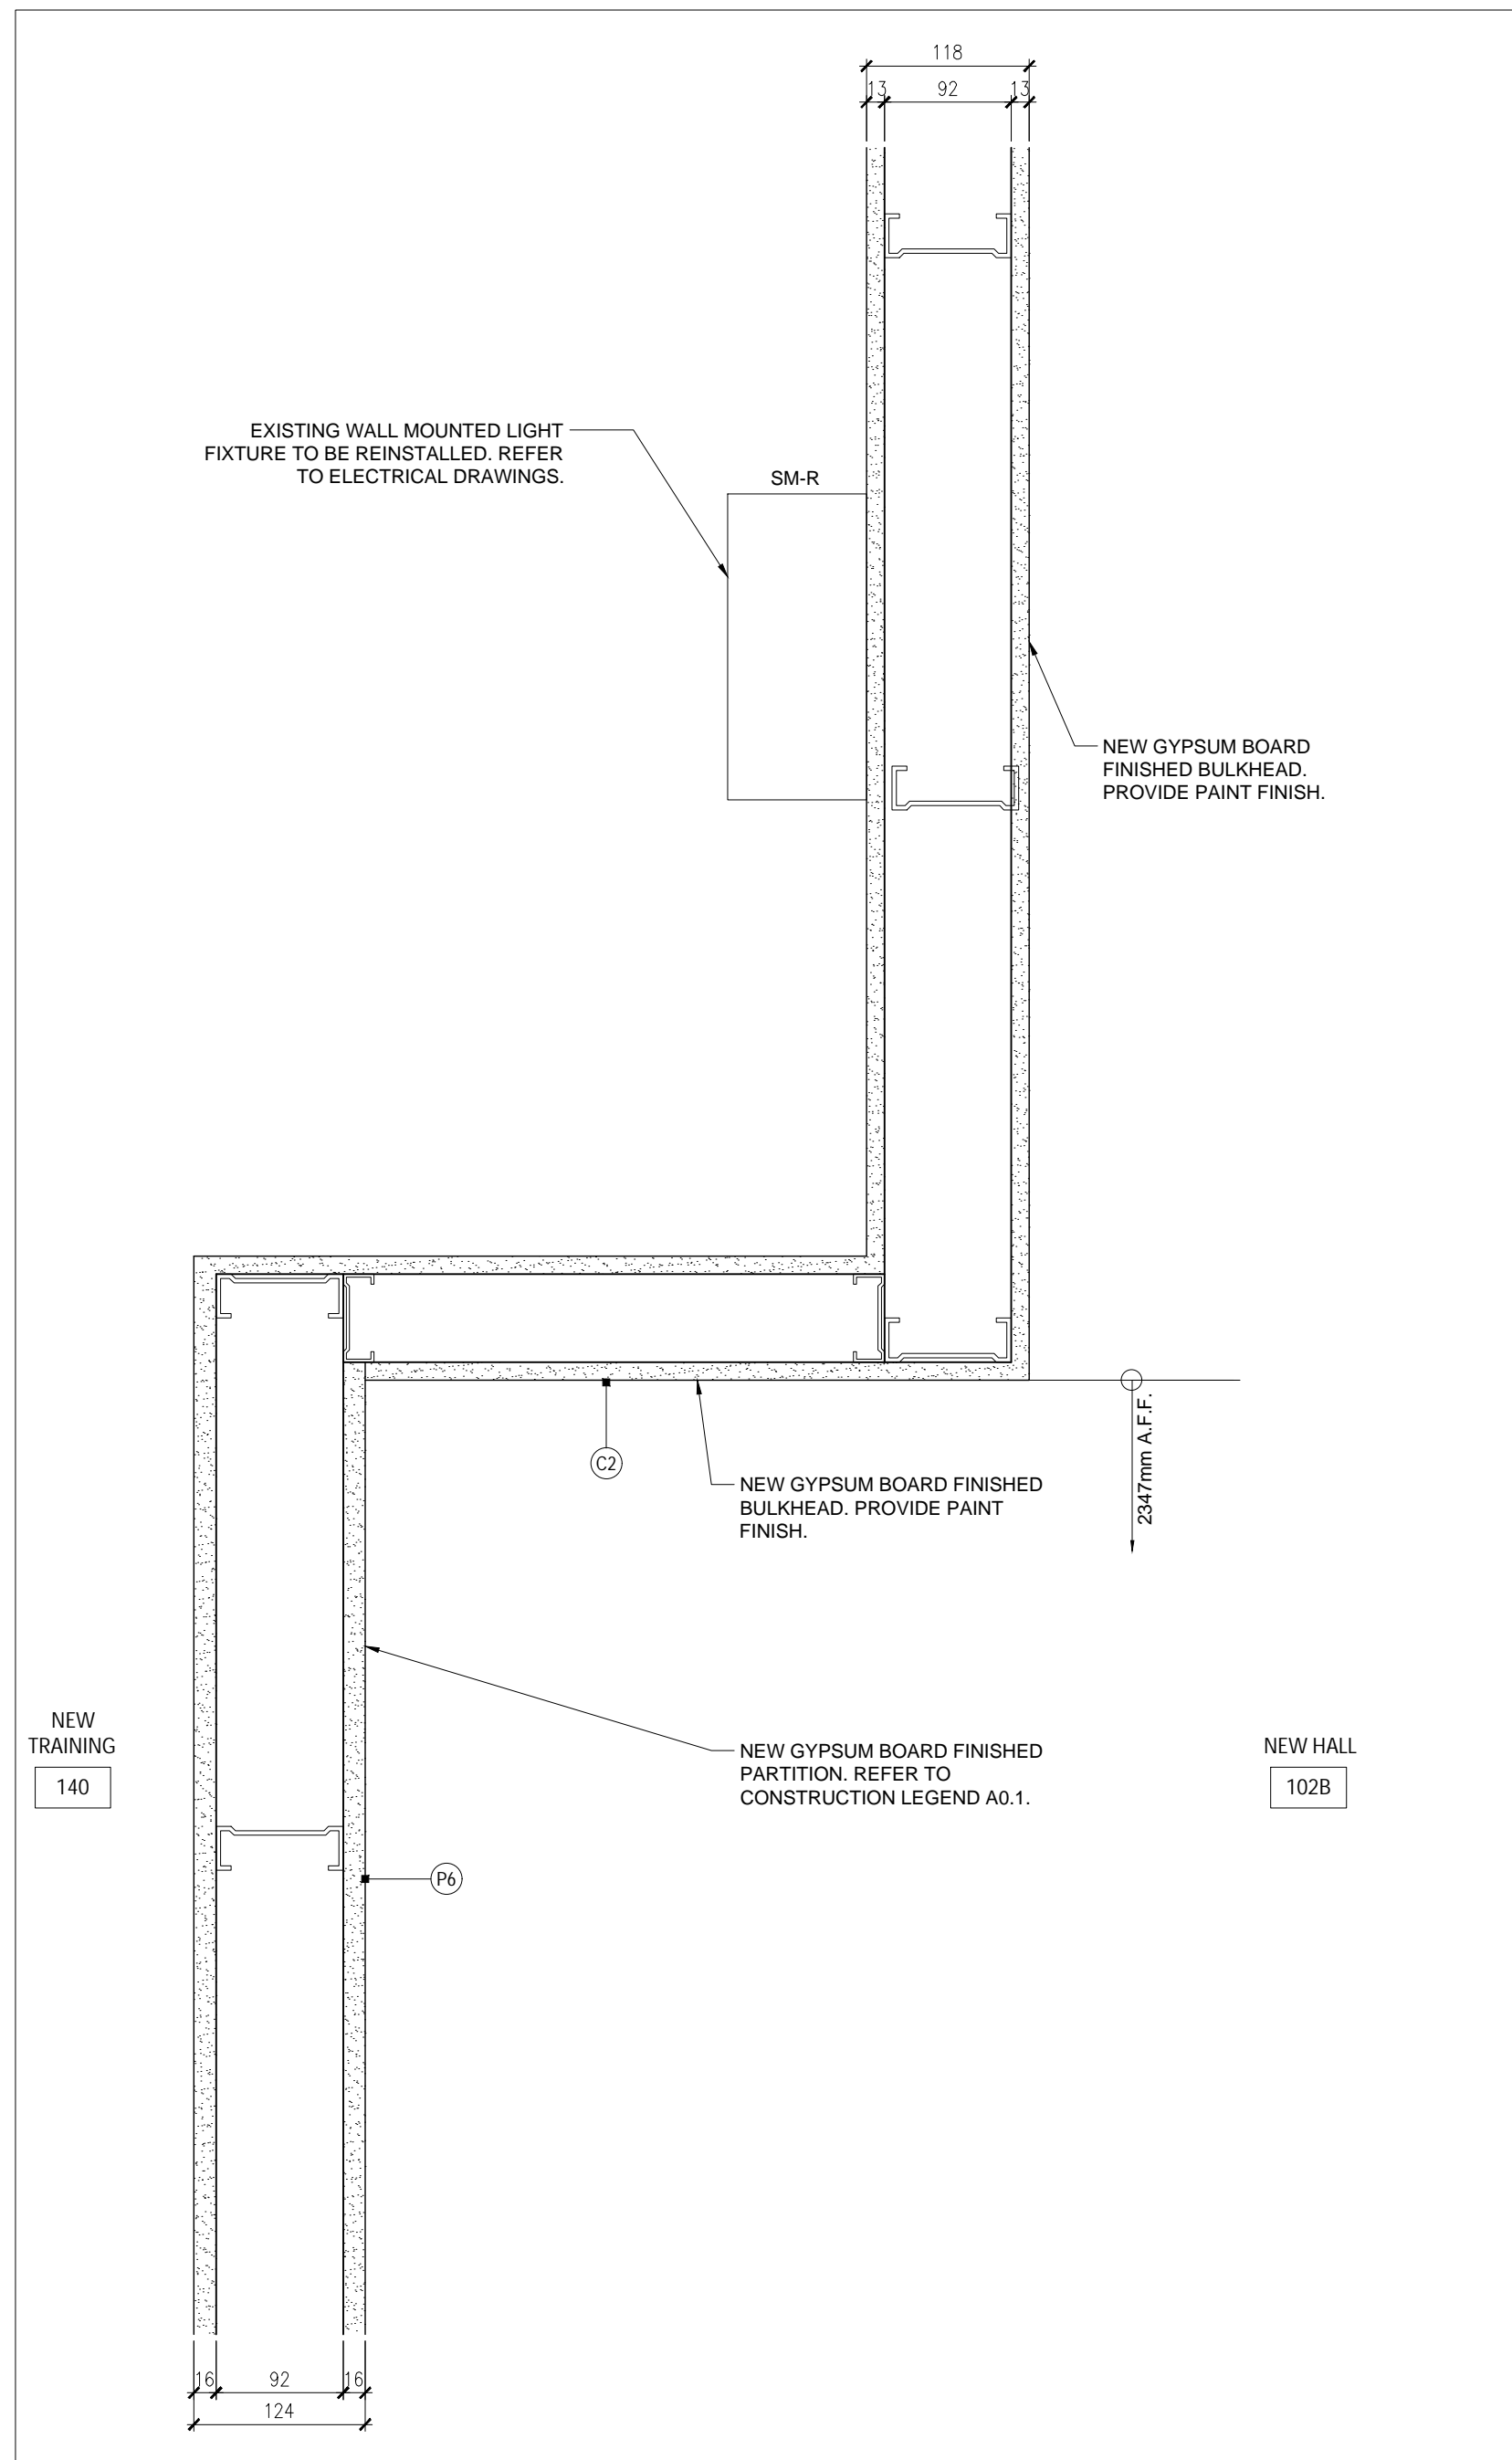 118
13 92 13
EXISTING WALL MOUNTED LIGHT
FIXTURE TO BE REINSTALLED. REFER
TO ELECTRICAL DRAWINGS.
SM-R
NEW GYPSUM BOARD
FINISHED BULKHEAD.
PROVIDE PAINT FINISH.
2347mm A.F.F.
C2
NEW GYPSUM BOARD FINISHED
BULKHEAD. PROVIDE PAINT
FINISH.
NEW
TRAINING
140
NEW GYPSUM BOARD FINISHED
PARTITION. REFER TO
CONSTRUCTION LEGEND A0.1.
NEW HALL
102B
P6
16 92 16
124